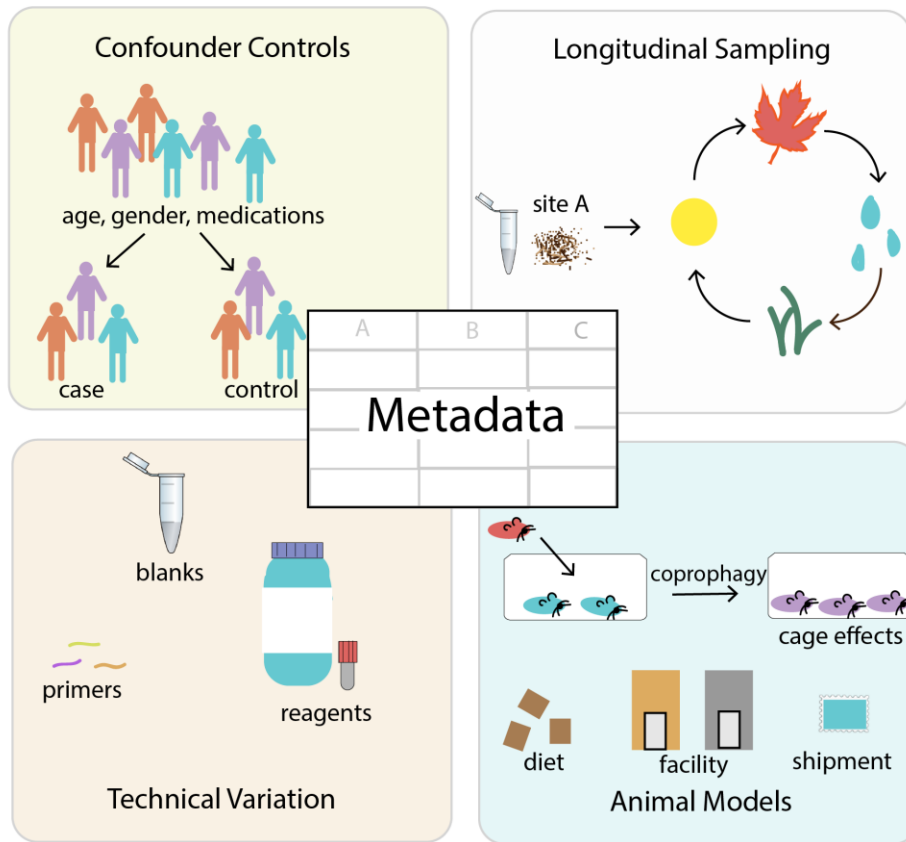 Confounder Controls
age, gender, medications
case
control
Longitudinal Sampling
site A
A B C
Metadata
blanks
primers
reagents
Technical Variation
coprophagy
cage effects
diet
facility
shipment
Animal Models